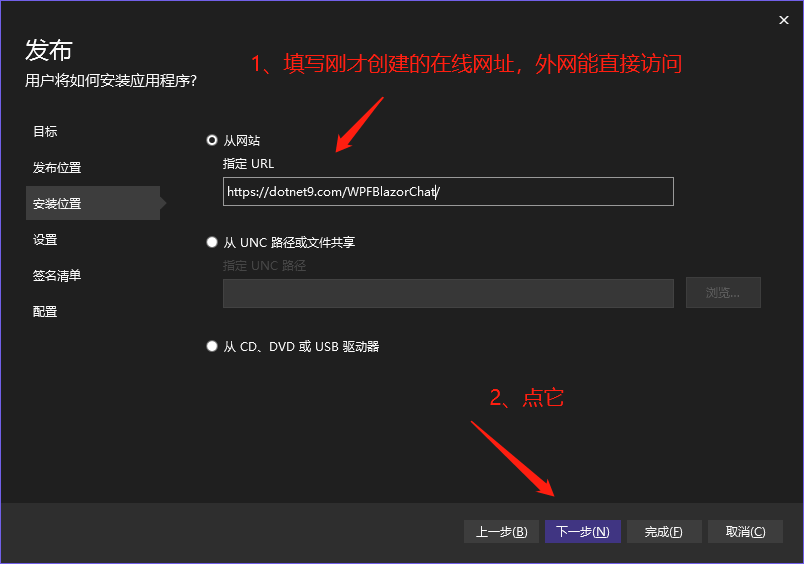 发布
用户将如何安装应用程序?
1、填写刚才创建的在线网址，外网能直接访问
目标
发布位置
安装位置
设置
签名清单
配置
从网站
指定 URL
https://dotnet9.com/WPFBlazorChat/
从 UNC 路径或文件共享
指定 UNC 路径
浏览...
从 CD、DVD 或 USB 驱动器
2、点它
上一步(B) 下一步(N) 完成(F) 取消(C)